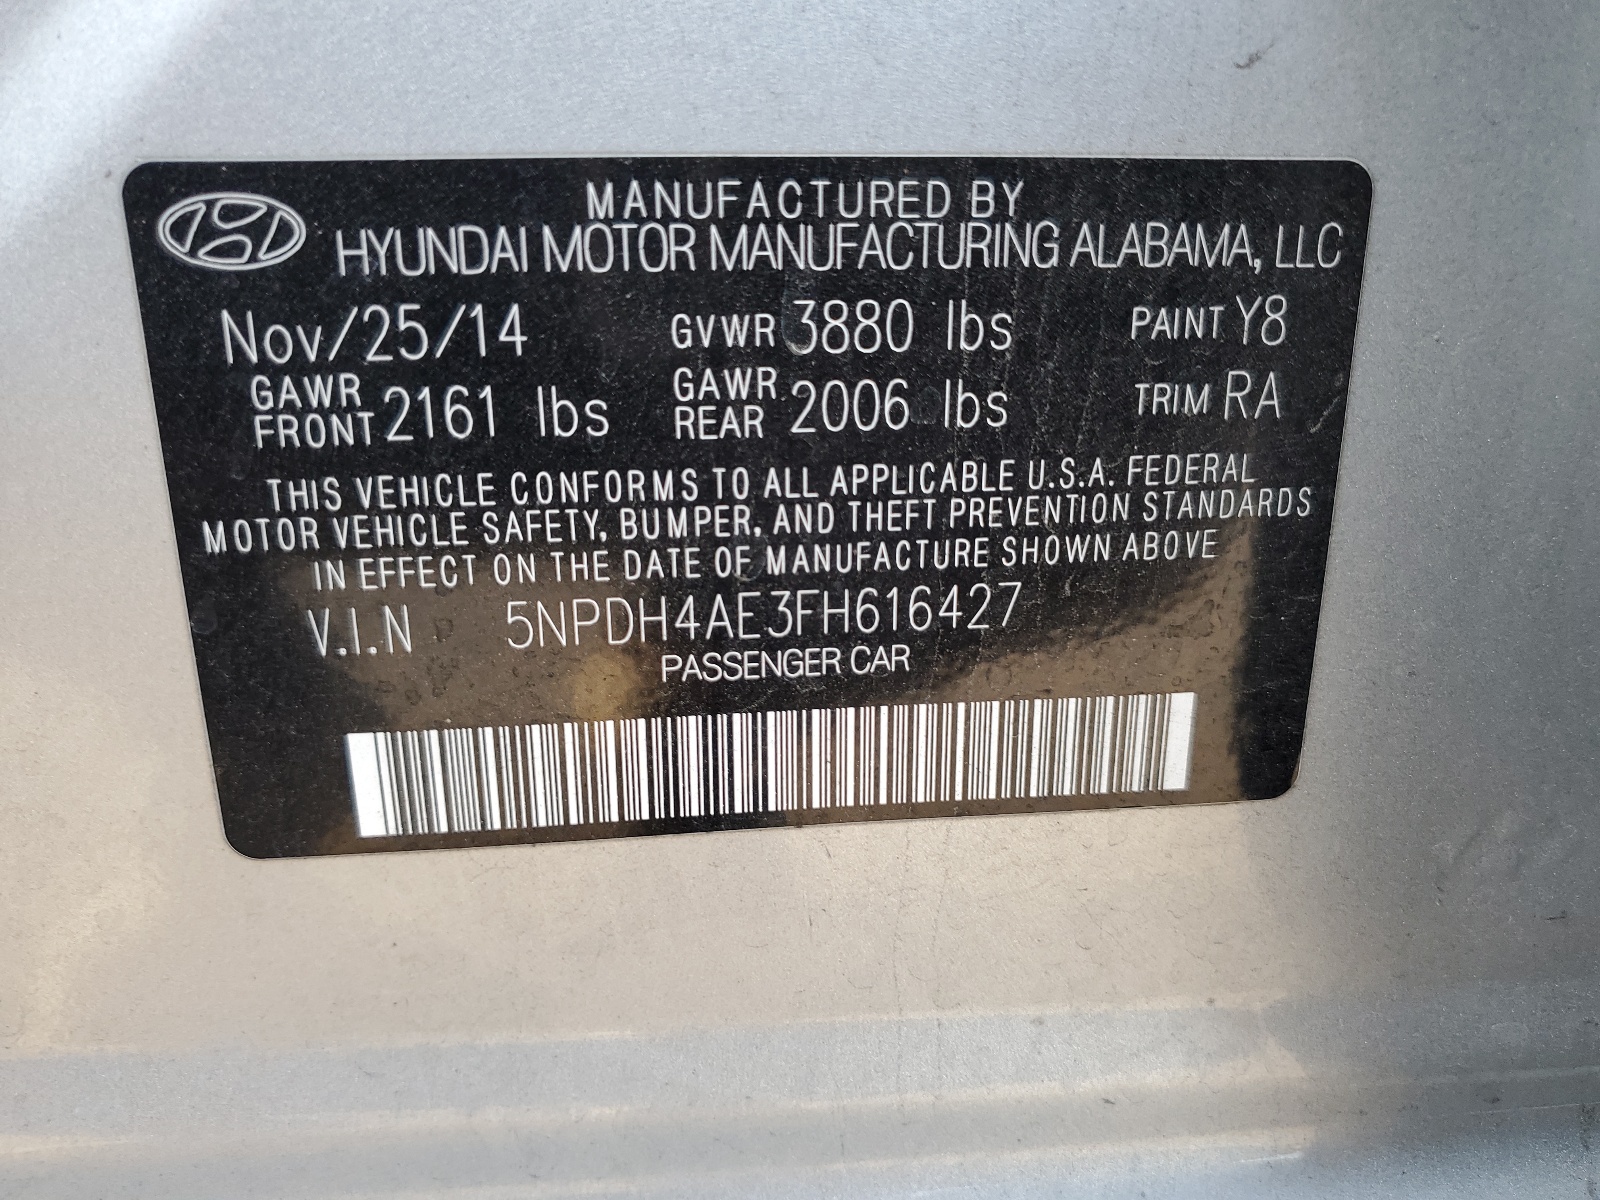 MANUFACTURED BY
HYUNDAI MOTOR MANUFACTURING ALABAMA, LLC
Nov/25/14 GVWR 3880 lbs PAINT Y8
GAWR FRONT 2161 lbs GAWR REAR 2006 lbs TRIM RA
THIS VEHICLE CONFORMS TO ALL APPLICABLE U.S.A. FEDERAL
MOTOR VEHICLE SAFETY, BUMPER, AND THEFT PREVENTION STANDARDS
IN EFFECT ON THE DATE OF MANUFACTURE SHOWN ABOVE
V.I.N 5NPDH4AE3FH616427
PASSENGER CAR